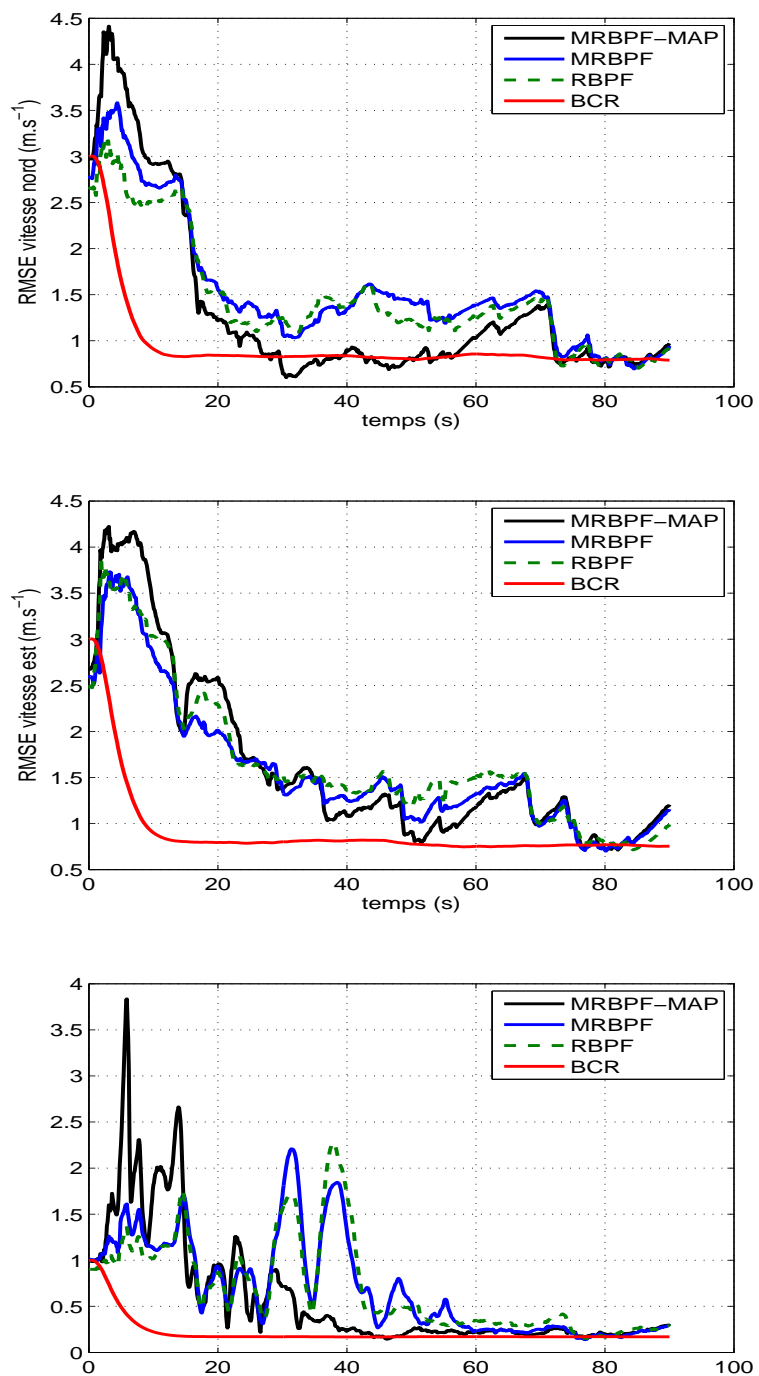 4.5
4
3.5
3
2.5
2
1.5
1
0.5
RMSE vitesse nord (m.s⁻¹)
MRBPF−MAP
MRBPF
RBPF
BCR
0 20 40 60 80 100
temps (s)
4.5
4
3.5
3
2.5
2
1.5
1
0.5
RMSE vitesse est (m.s⁻¹)
MRBPF−MAP
MRBPF
RBPF
BCR
0 20 40 60 80 100
temps (s)
4
3.5
3
2.5
2
1.5
1
0.5
0
MRBPF−MAP
MRBPF
RBPF
BCR
0 20 40 60 80 100